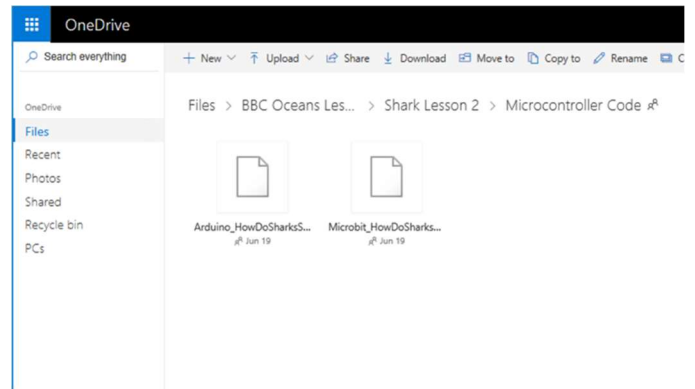 OneDrive
Search everything
+ New Upload Share Download Move to Copy to Rename C
OneDrive
Files
Recent
Photos
Shared
Recycle bin
PCs
Files > BBC Oceans Les... > Shark Lesson 2 > Microcontroller Code
Arduino_HowDoSharksS...
Jun 19
Microbit_HowDoSharks...
Jun 19